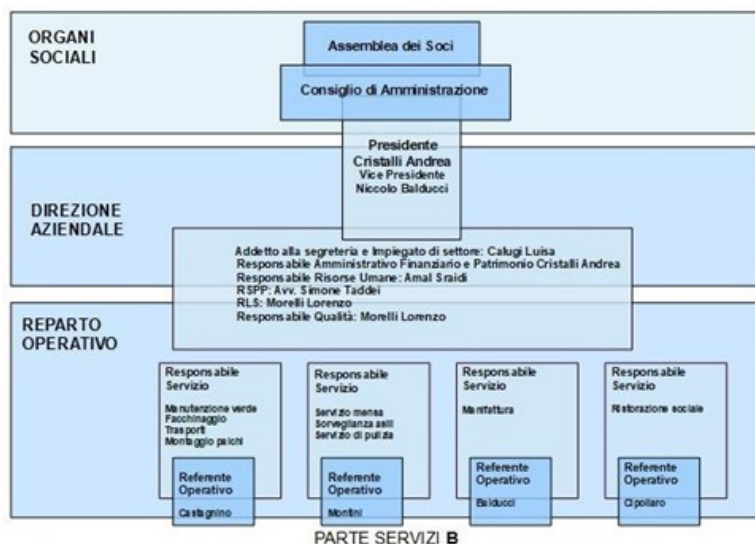 ORGANI
SOCIALI
Assemblea dei Soci
Consiglio di Amministrazione
Presidente
Cristalli Andrea
Vice Presidente
Niccolo Balducci
DIREZIONE
AZIENDALE
Addetto alla segreteria e Impiegato di settore: Calugi Luisa
Responsabile Amministrativo Finanziario e Patrimonio Cristalli Andrea
Responsabile Risorse Umane: Amal Sraidi
RSPP: Avv. Simone Taddei
RLS: Morelli Lorenzo
Responsabile Qualità: Morelli Lorenzo
REPARTO
OPERATIVO
Responsabile
Servizio
Manutenzione verde
Facchinaggio
Trasporti
Montaggio palchi
Referente
Operativo
Castagnino
Responsabile
Servizio
Servizio mensa
Sorveglianza asili
Servizio di pulizia
Referente
Operativo
Montini
Responsabile
Servizio
Manifattura
Referente
Operativo
Balducci
Responsabile
Servizio
Ristorazione sociale
Referente
Operativo
Cipollaro
PARTE SERVIZI B